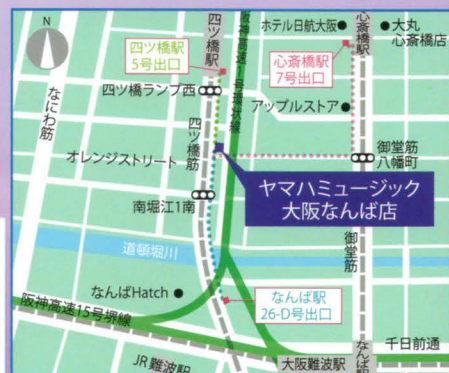 N
四ツ橋駅
阪神高速1号環状線
ホテル日航大阪
心斎橋駅
大丸
心斎橋店
四ツ橋駅
5号出口
心斎橋駅
7号出口
なにわ筋
四ツ橋ランプ西
アップルストア
四ツ橋筋
オレンジストリート
御堂筋
八幡町
ヤマハミュージック
大阪なんば店
南堀江1南
道頓堀川
御堂筋
なんばHatch
なんば駅
26-D号出口
阪神高速15号堺線
千日前通
JR難波駅
大阪難波駅
なんば駅